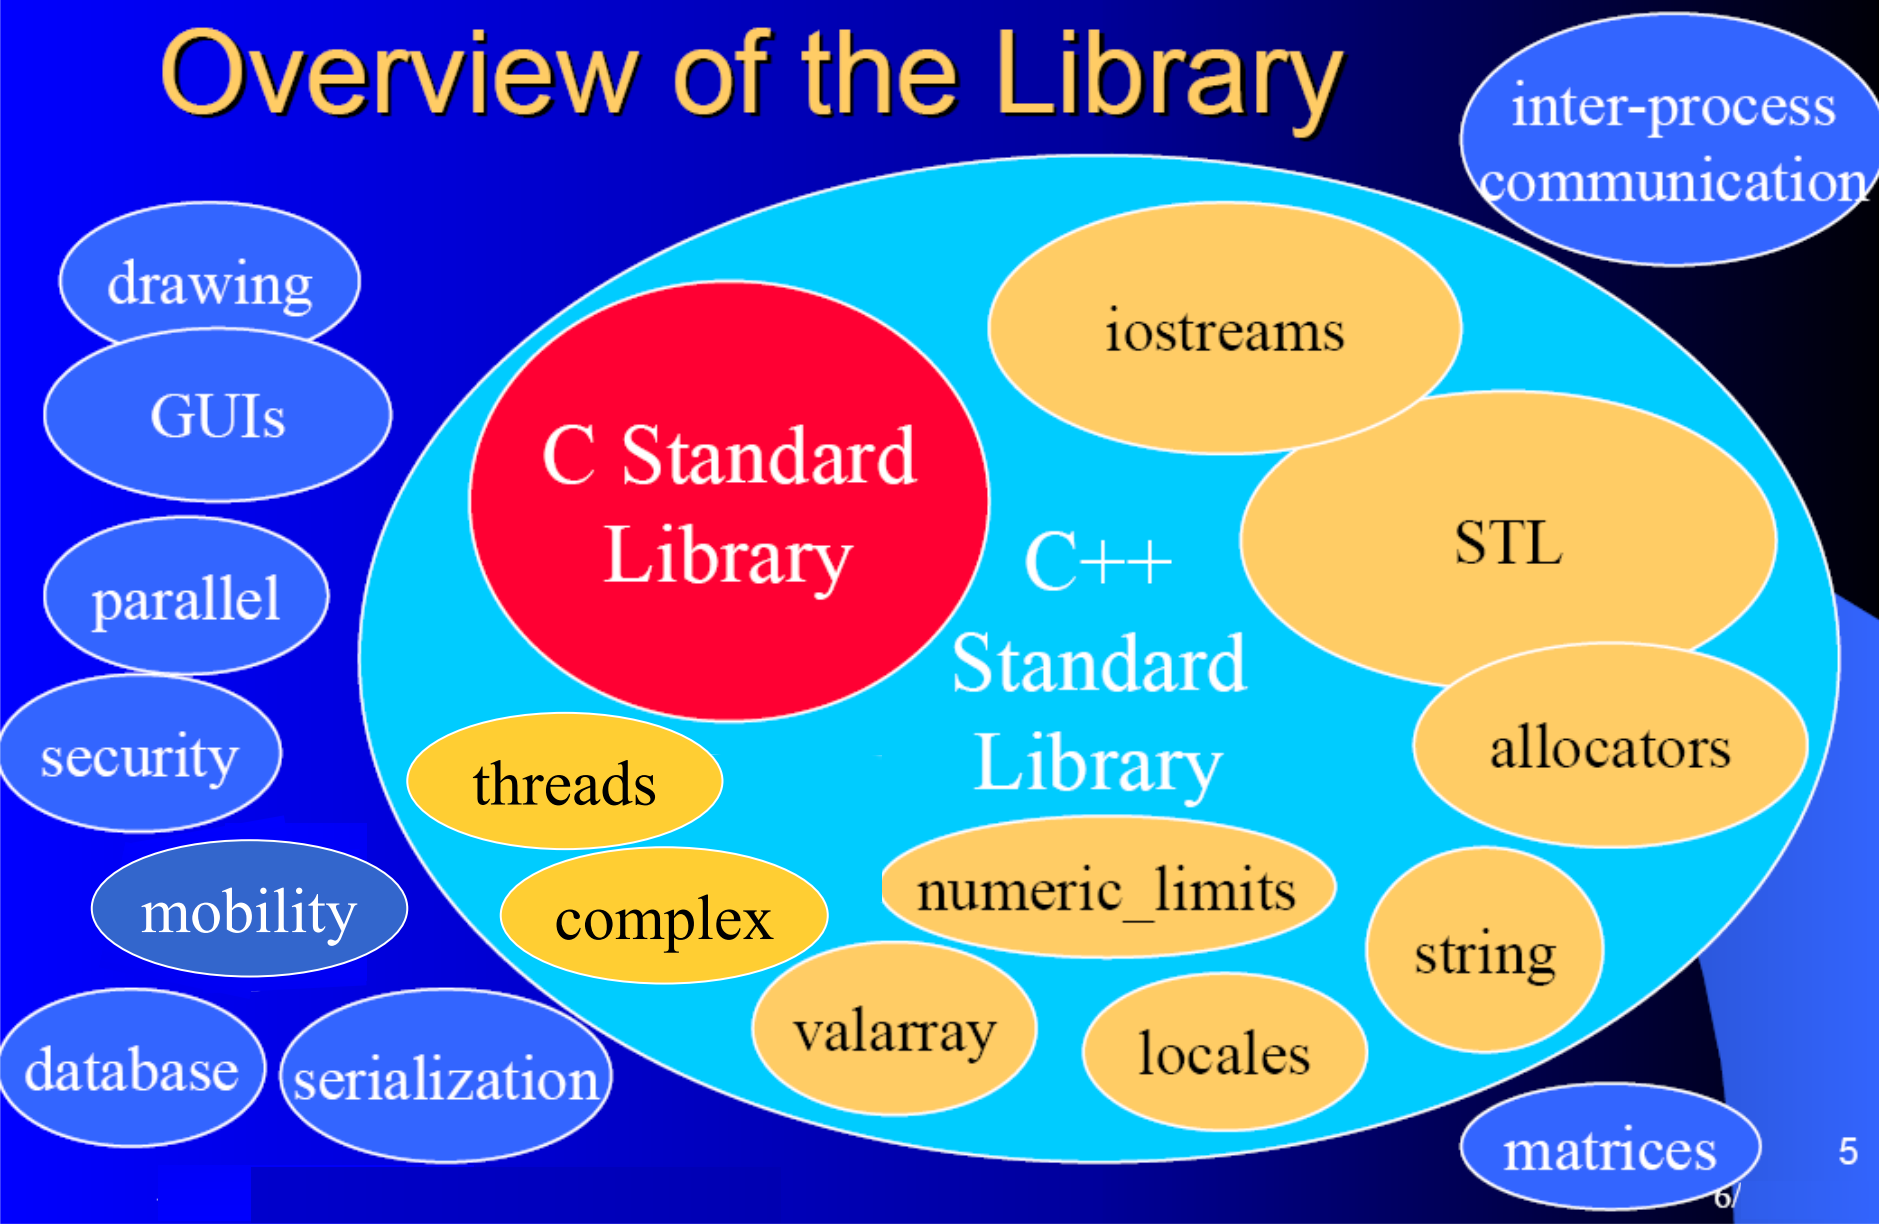 Overview of the Library
inter-process
communication
drawing
GUIs
parallel
security
mobility
database
serialization
C Standard
Library
iostreams
STL
C++
Standard
Library
allocators
threads
complex
numeric_limits
string
valarray
locales
matrices
5
6/